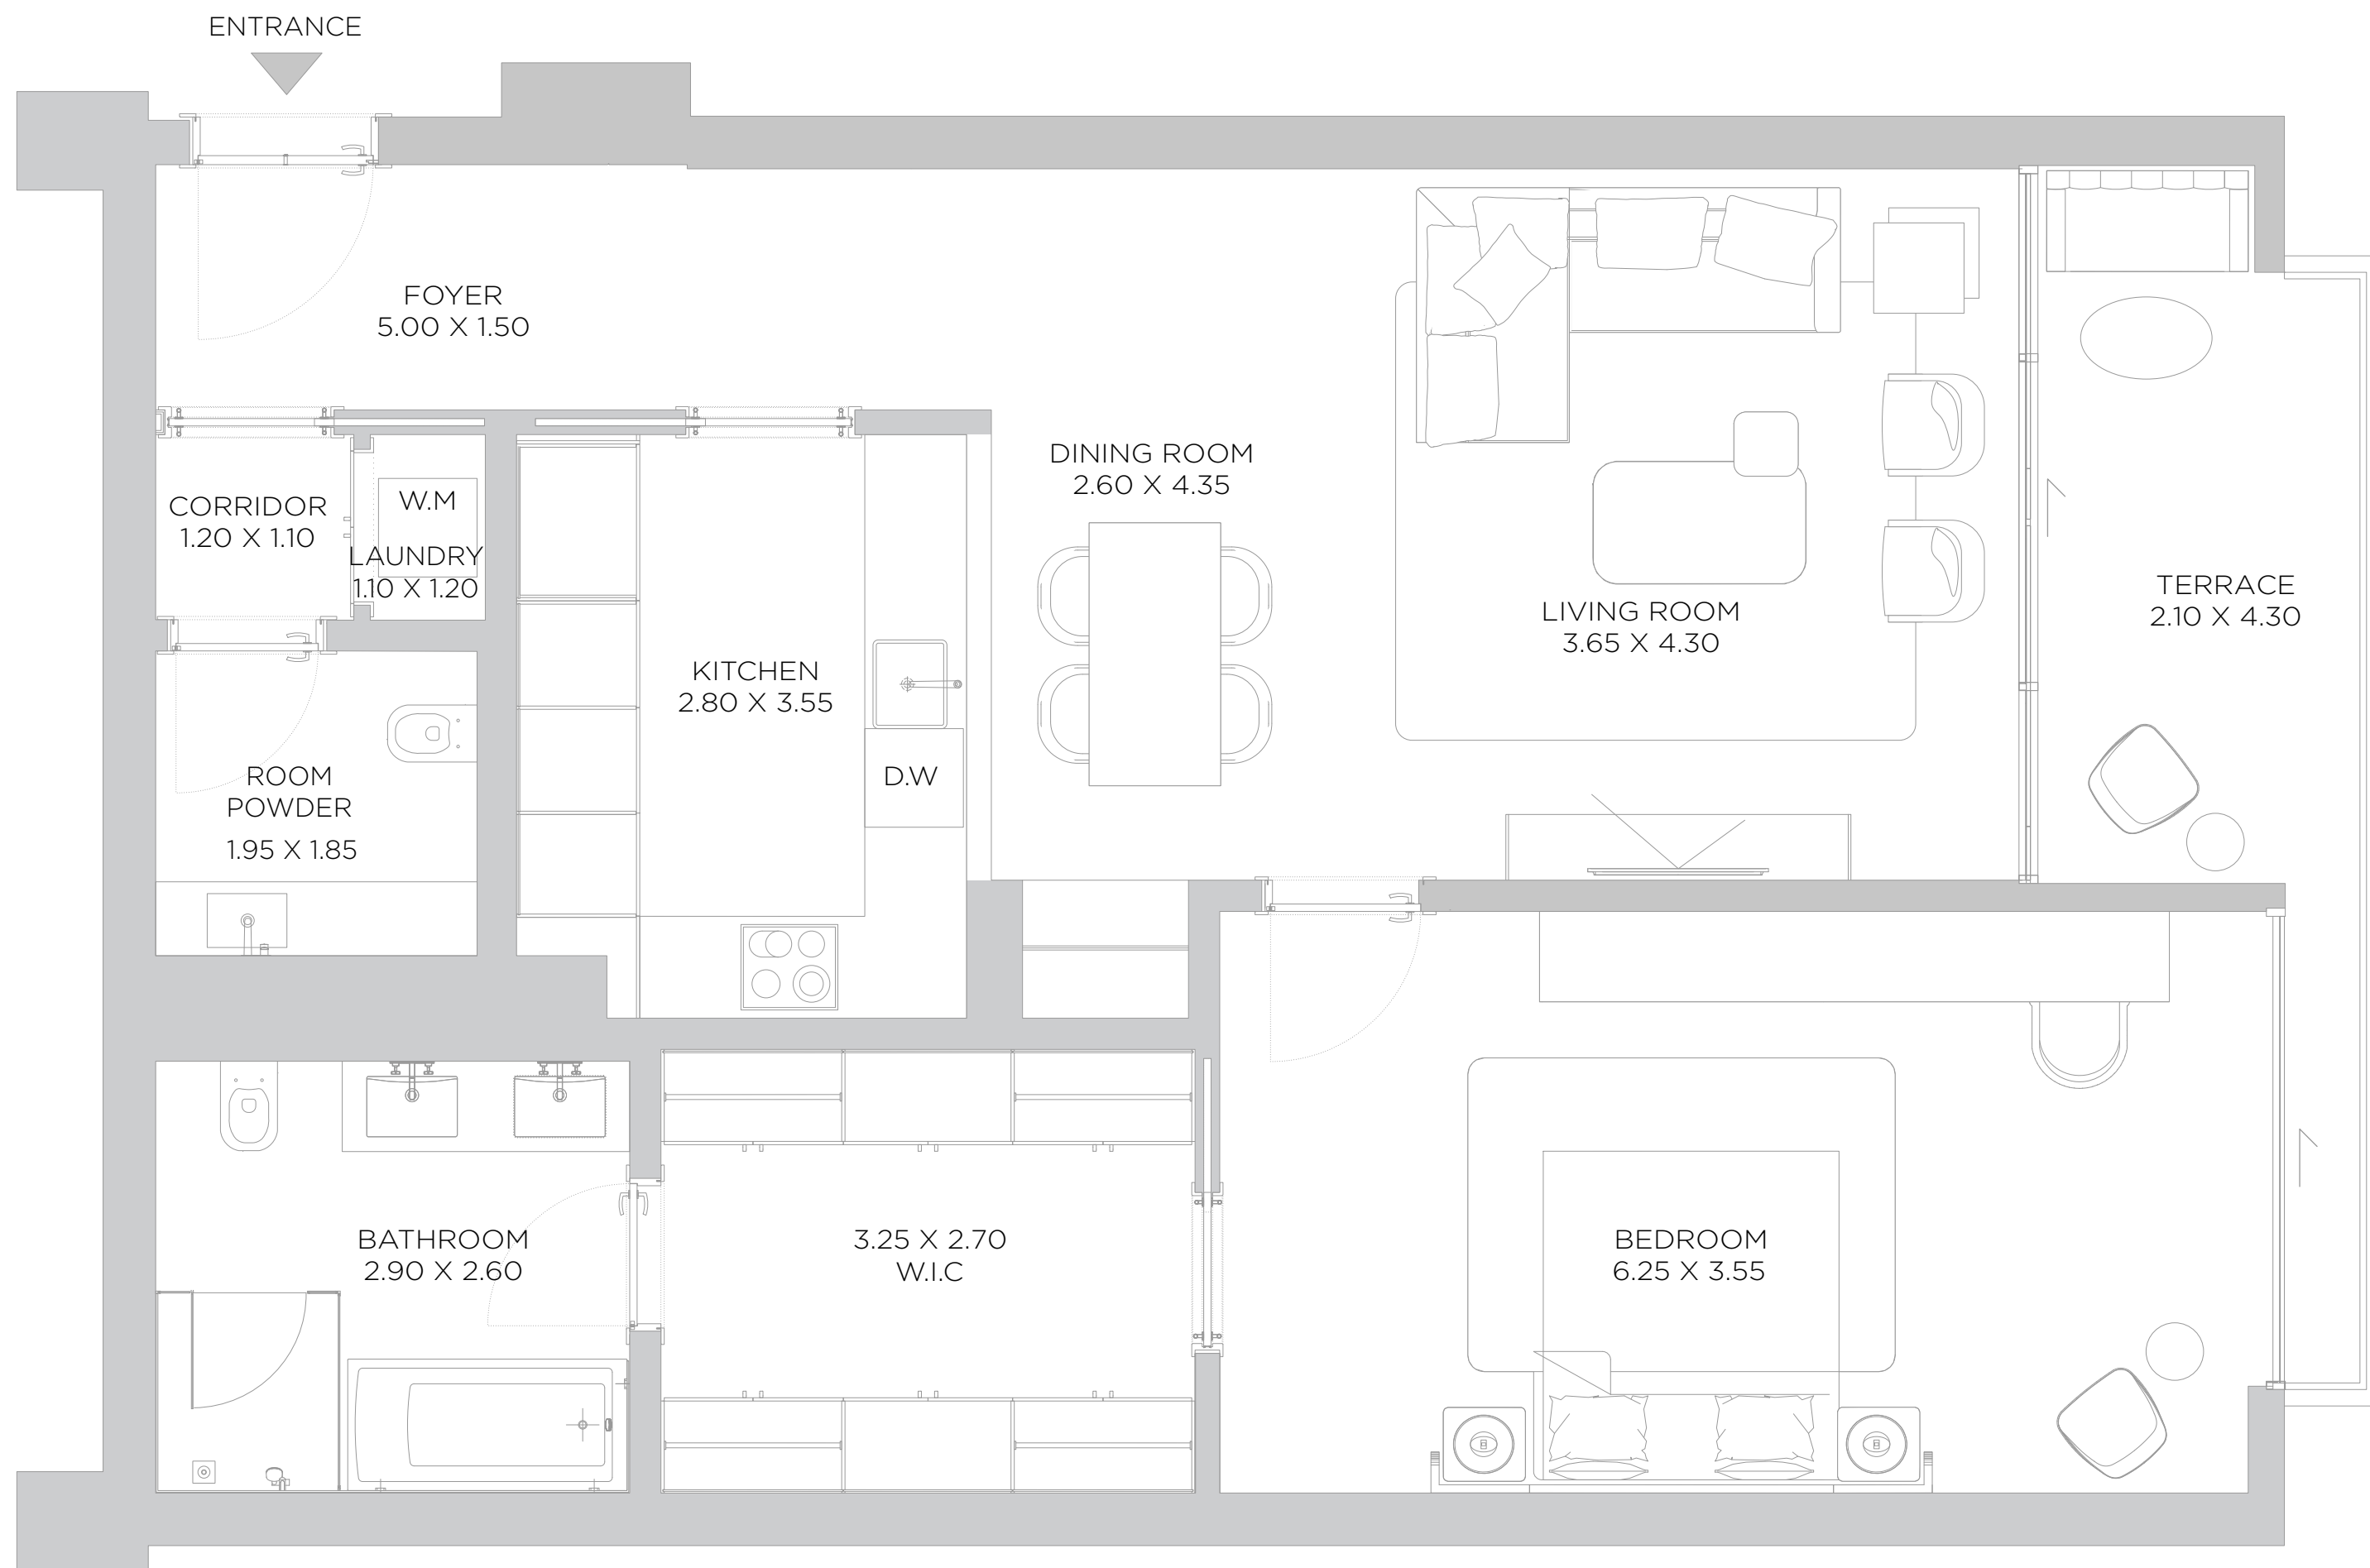 ENTRANCE
FOYER
5.00 X 1.50
DINING ROOM
2.60 X 4.35
CORRIDOR
1.20 X 1.10
W.M
LAUNDRY
1.10 X 1.20
LIVING ROOM
3.65 X 4.30
TERRACE
2.10 X 4.30
KITCHEN
2.80 X 3.55
D.W
ROOM
POWDER
1.95 X 1.85
BATHROOM
2.90 X 2.60
3.25 X 2.70
W.I.C
BEDROOM
6.25 X 3.55